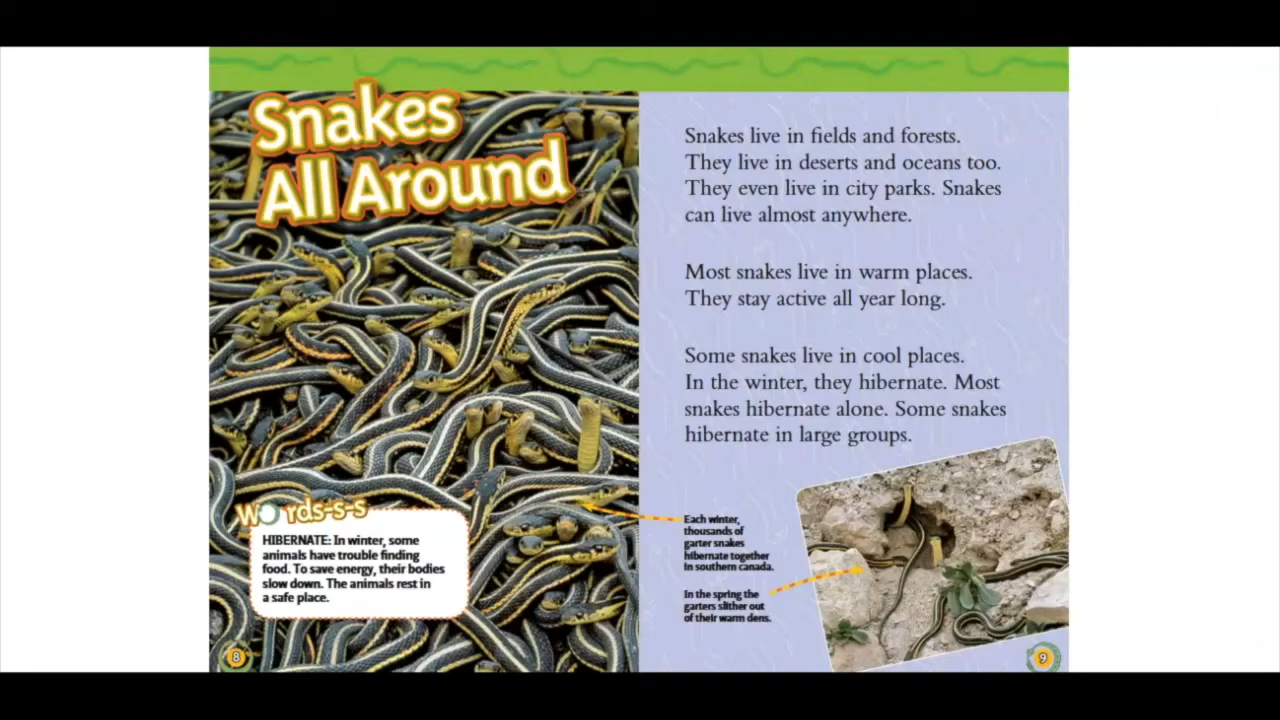 Snakes
All Around
w rds-s-s
HIBERNATE: In winter, some
animals have trouble finding
food. To save energy, their bodies
slow down. The animals rest in
a safe place.
8
Snakes live in fields and forests.
They live in deserts and oceans too.
They even live in city parks. Snakes
can live almost anywhere.
Most snakes live in warm places.
They stay active all year long.
Some snakes live in cool places.
In the winter, they hibernate. Most
snakes hibernate alone. Some snakes
hibernate in large groups.
Each winter,
thousands of
garter snakes
hibernate together
in southern canada.
In the spring the
garters slither out
of their warm dens.
9